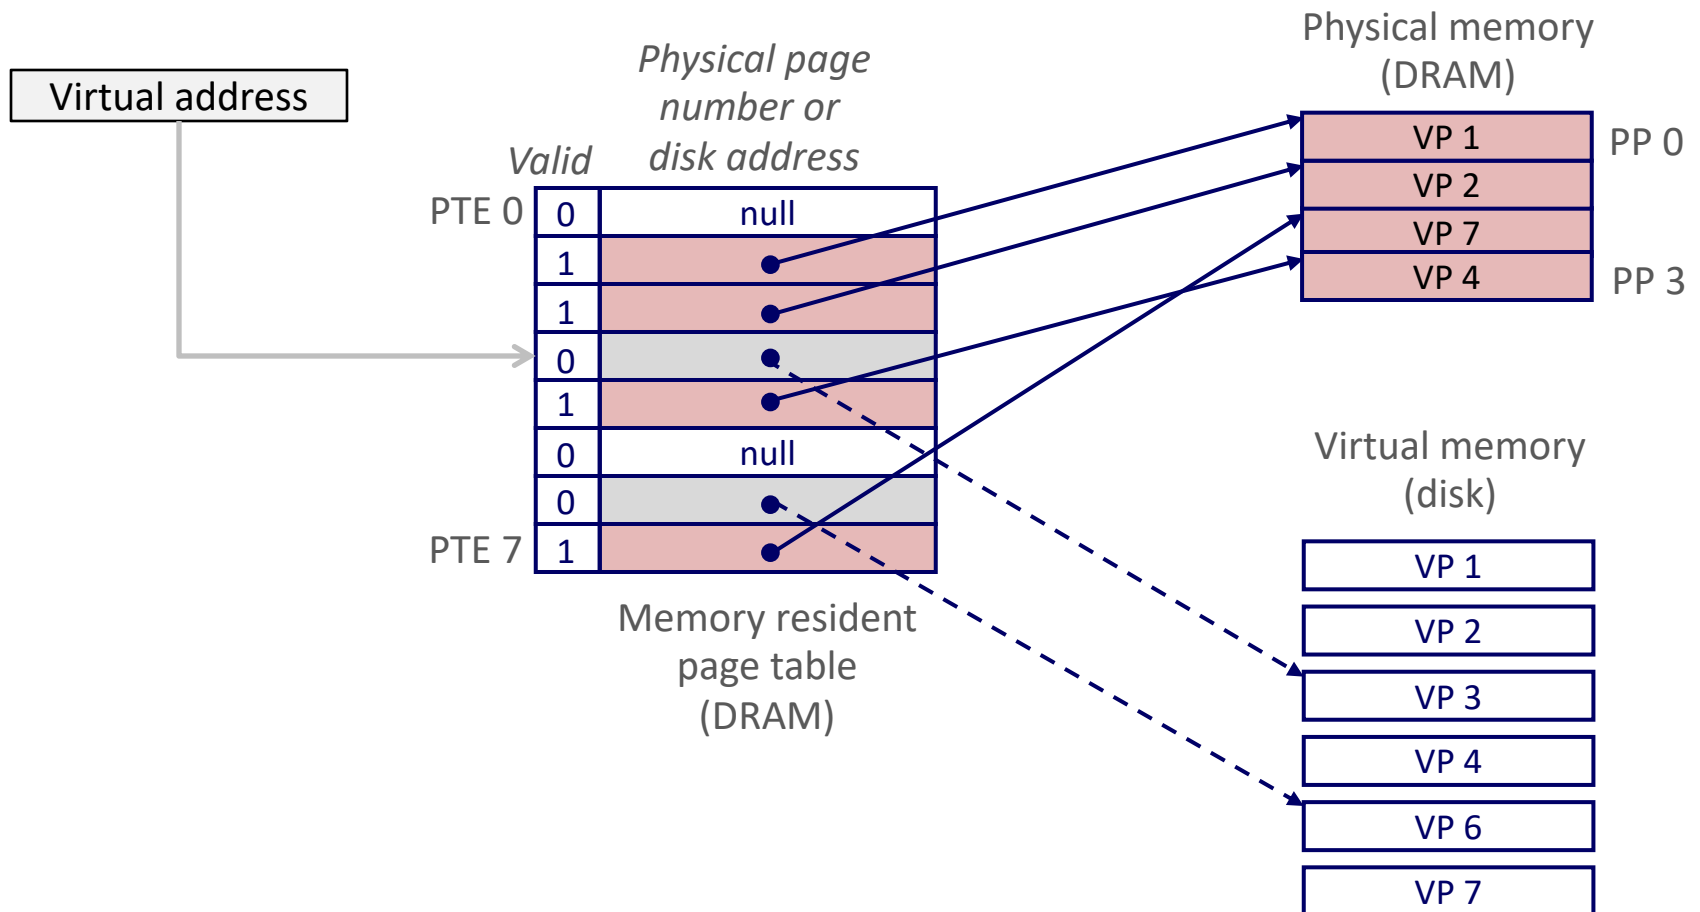 Virtual address
Physical page
number or
disk address
Valid
PTE 0
0
null
1
1
0
1
0
null
0
PTE 7
1
Memory resident
page table
(DRAM)
Physical memory
(DRAM)
VP 1
PP 0
VP 2
VP 7
VP 4
PP 3
Virtual memory
(disk)
VP 1
VP 2
VP 3
VP 4
VP 6
VP 7